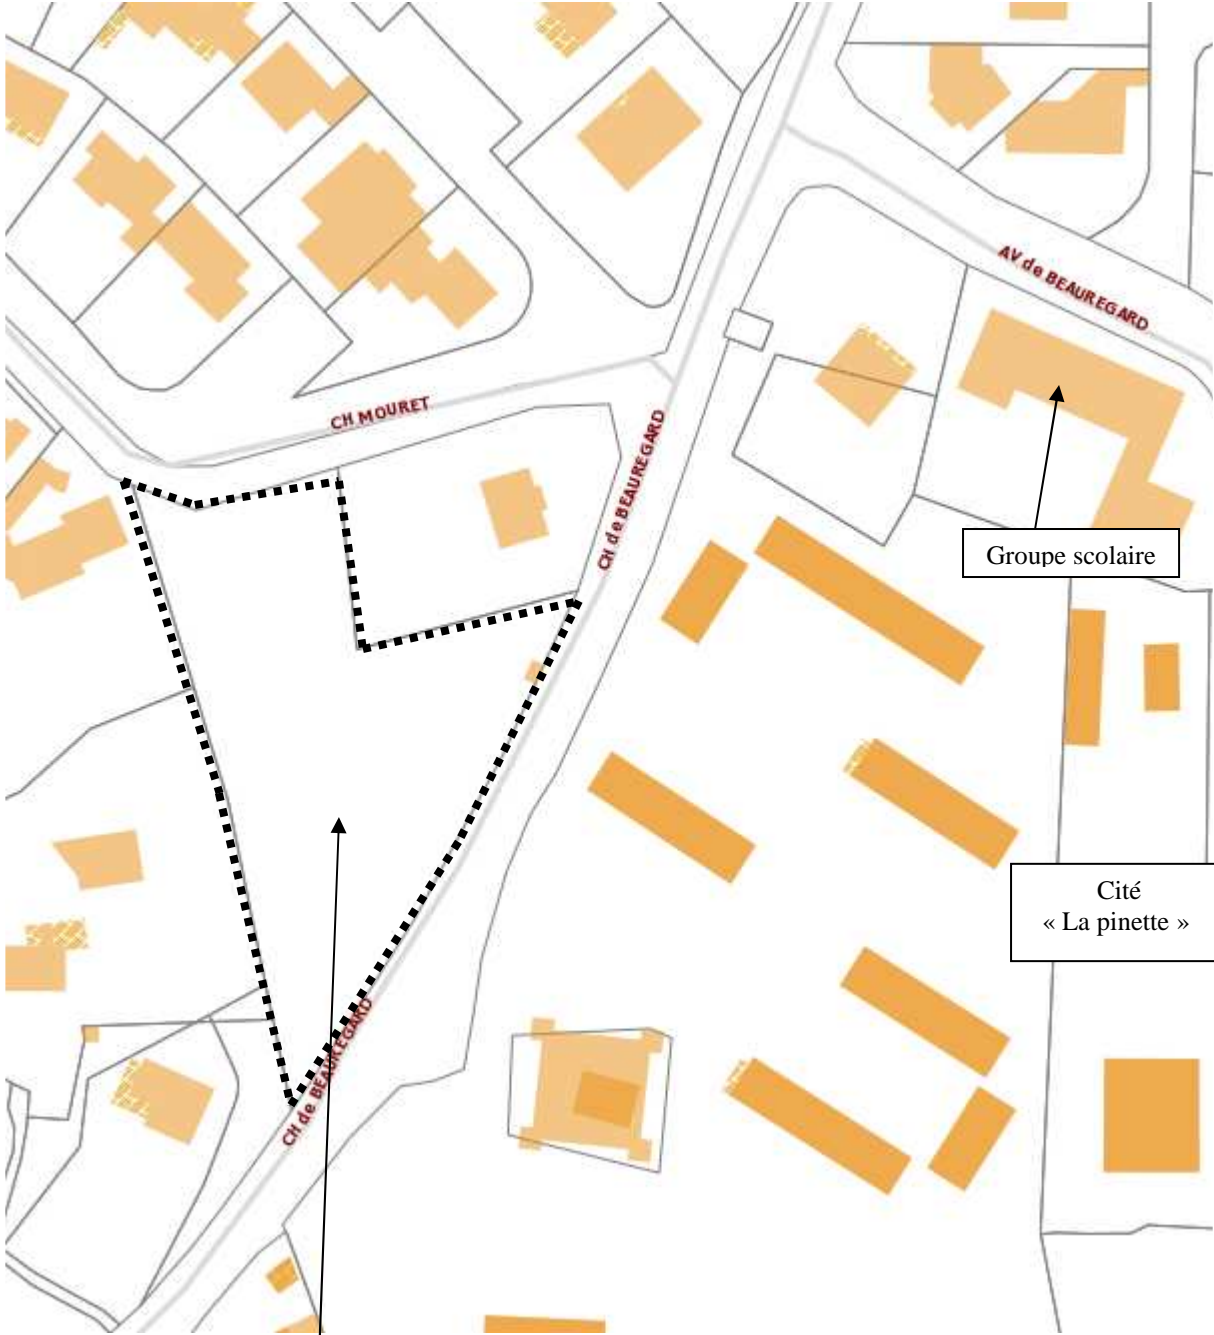 AV de BEAUREGARD
CH MOURET
CH de BEAUREGARD
Groupe scolaire
Cité
« La pinette »
CH de BEAUREGARD